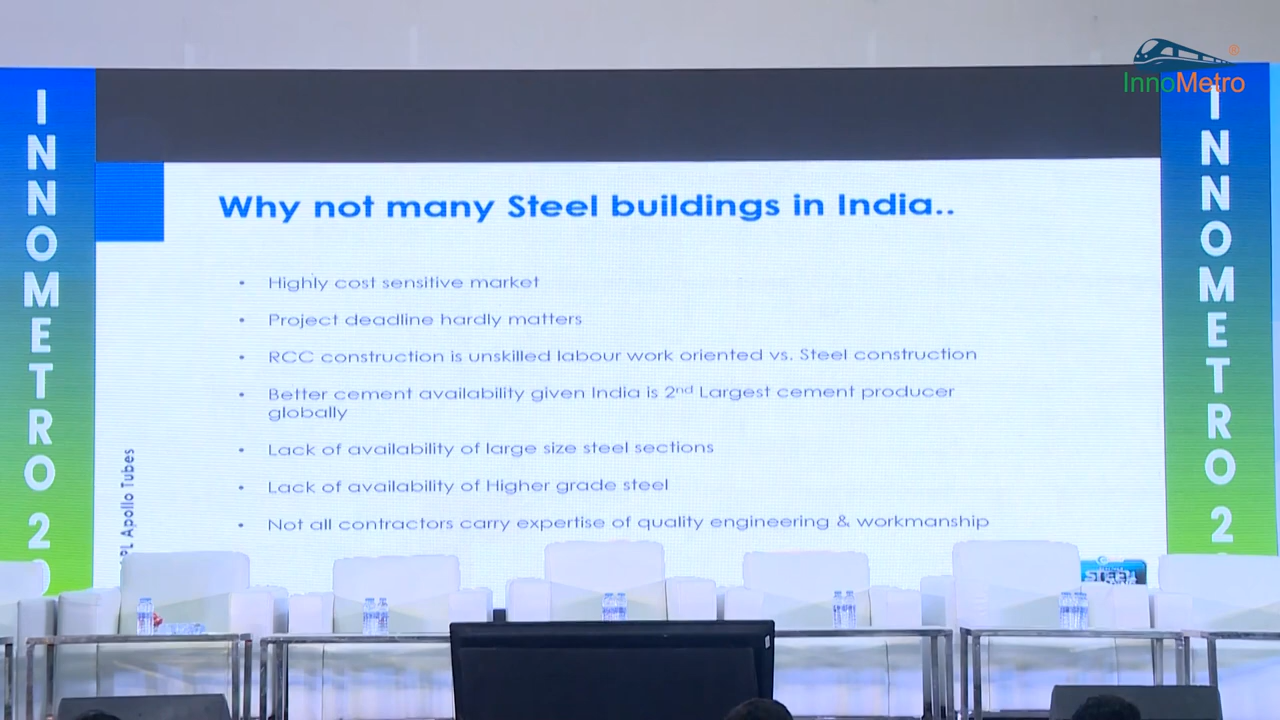 InnoMetro
INNOMETRO 2
INNOMETRO 2
Why not many Steel buildings in India..
• Highly cost sensitive market
• Project deadline hardly matters
• RCC construction is unskilled labour work oriented vs. Steel construction
• Better cement availability given India is 2nd Largest cement producer
globally
• Lack of availability of large size steel sections
• Lack of availability of Higher grade steel
• Not all contractors carry expertise of quality engineering & workmanship
Apollo Tubes
STEEL